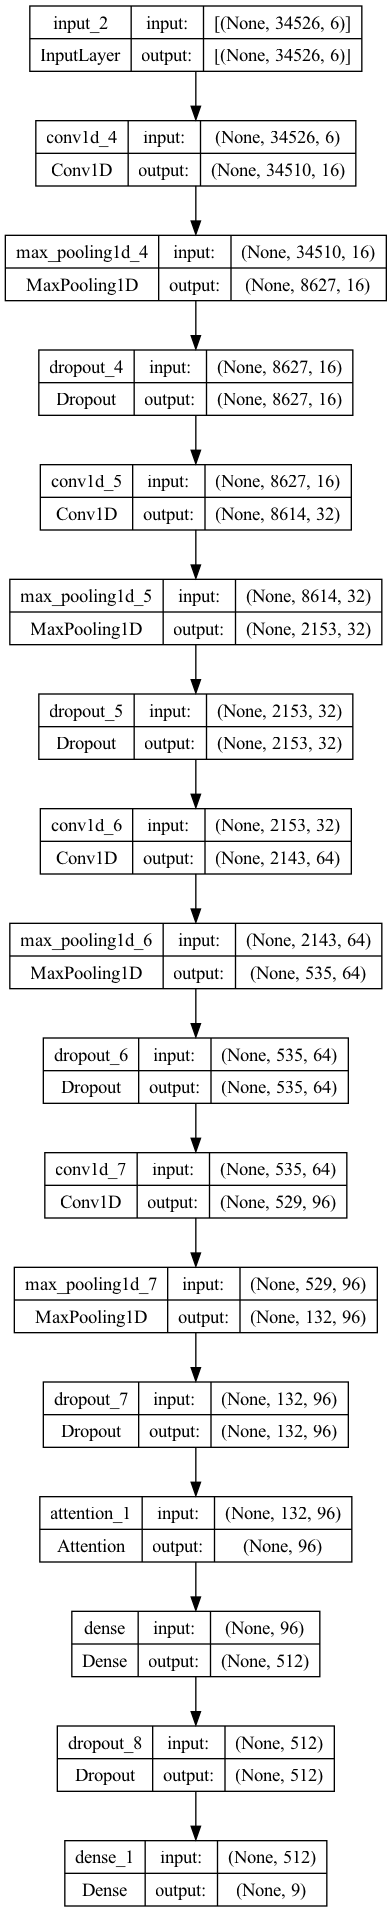 input_2 input: [(None, 34526, 6)]
InputLayer output: [(None, 34526, 6)]
conv1d_4 input: (None, 34526, 6)
Conv1D output: (None, 34510, 16)
max_pooling1d_4 input: (None, 34510, 16)
MaxPooling1D output: (None, 8627, 16)
dropout_4 input: (None, 8627, 16)
Dropout output: (None, 8627, 16)
conv1d_5 input: (None, 8627, 16)
Conv1D output: (None, 8614, 32)
max_pooling1d_5 input: (None, 8614, 32)
MaxPooling1D output: (None, 2153, 32)
dropout_5 input: (None, 2153, 32)
Dropout output: (None, 2153, 32)
conv1d_6 input: (None, 2153, 32)
Conv1D output: (None, 2143, 64)
max_pooling1d_6 input: (None, 2143, 64)
MaxPooling1D output: (None, 535, 64)
dropout_6 input: (None, 535, 64)
Dropout output: (None, 535, 64)
conv1d_7 input: (None, 535, 64)
Conv1D output: (None, 529, 96)
max_pooling1d_7 input: (None, 529, 96)
MaxPooling1D output: (None, 132, 96)
dropout_7 input: (None, 132, 96)
Dropout output: (None, 132, 96)
attention_1 input: (None, 132, 96)
Attention output: (None, 96)
dense input: (None, 96)
Dense output: (None, 512)
dropout_8 input: (None, 512)
Dropout output: (None, 512)
dense_1 input: (None, 512)
Dense output: (None, 9)